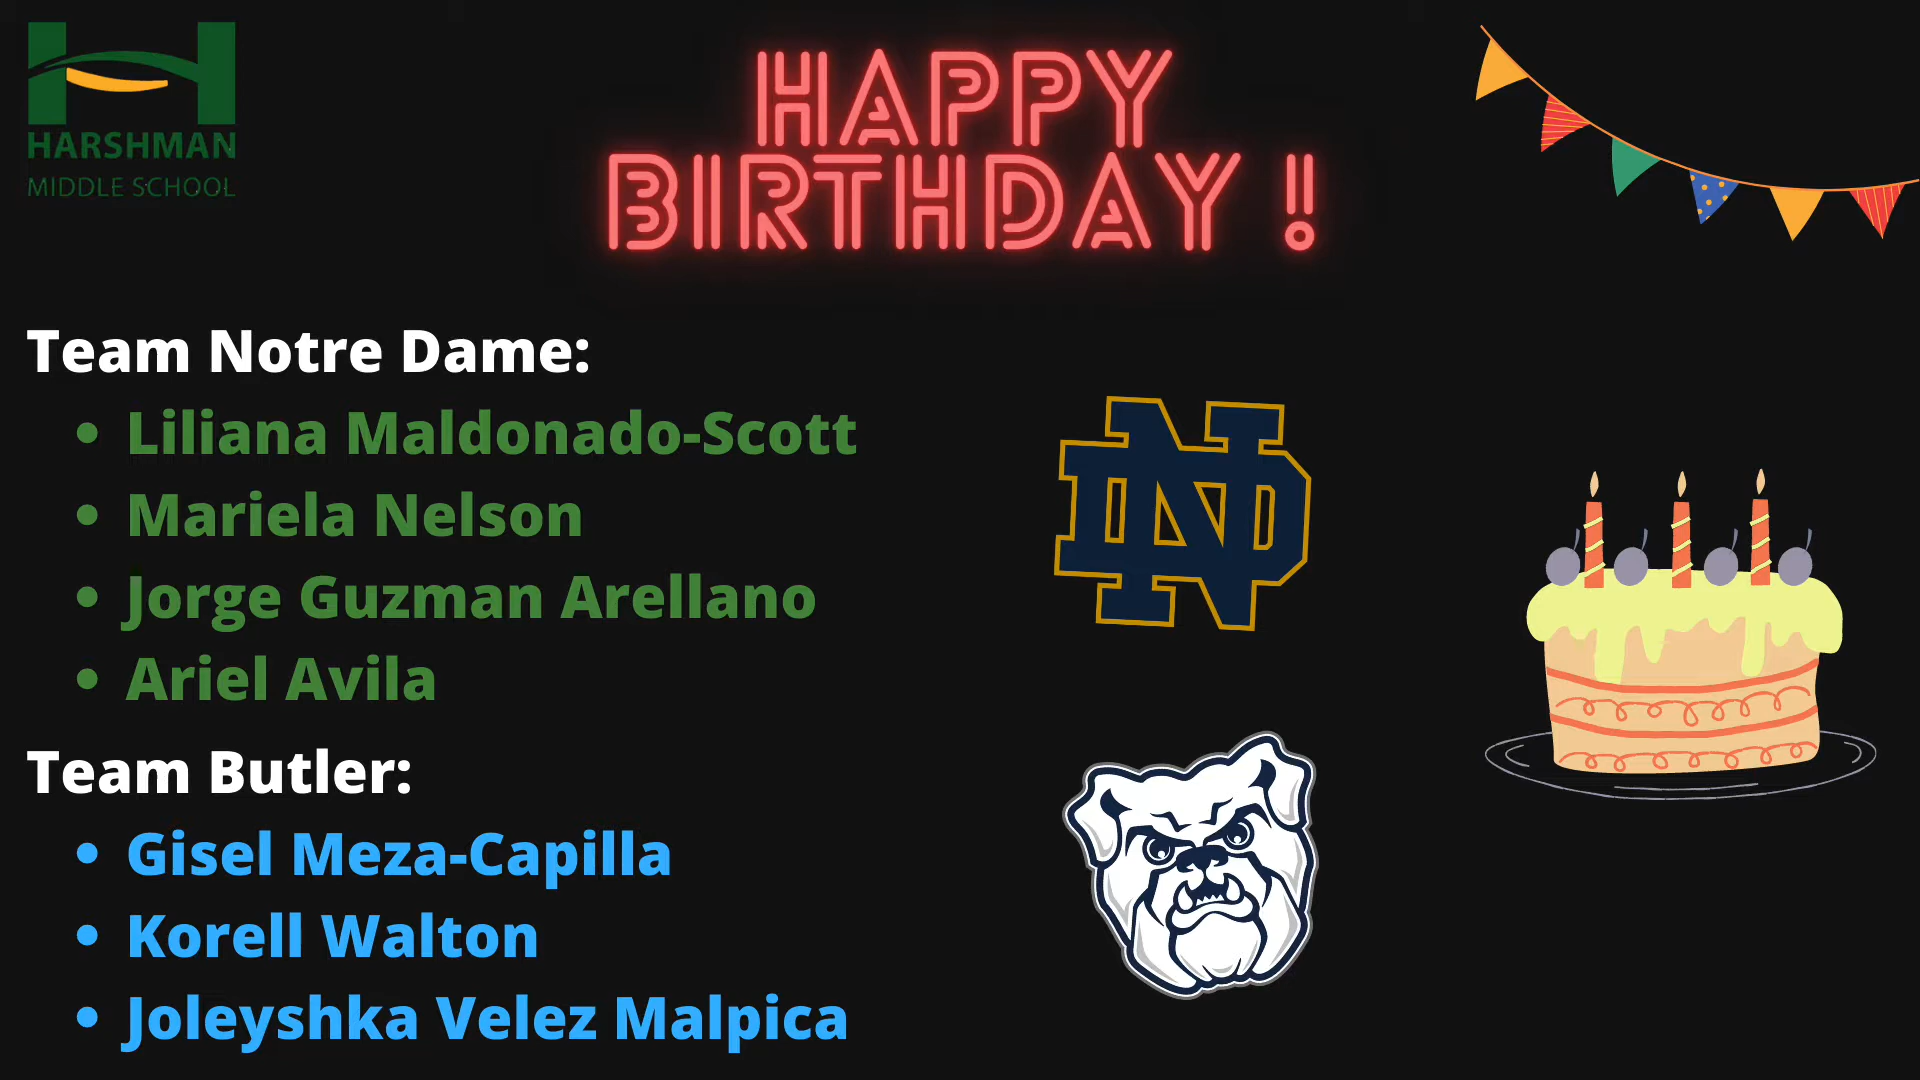 HARSHMAN
MIDDLE SCHOOL
HAPPY
BIRTHDAY !
Team Notre Dame:
• Liliana Maldonado-Scott
• Mariela Nelson
• Jorge Guzman Arellano
• Ariel Avila
ND
Team Butler:
• Gisel Meza-Capilla
• Korell Walton
• Joleyshka Velez Malpica